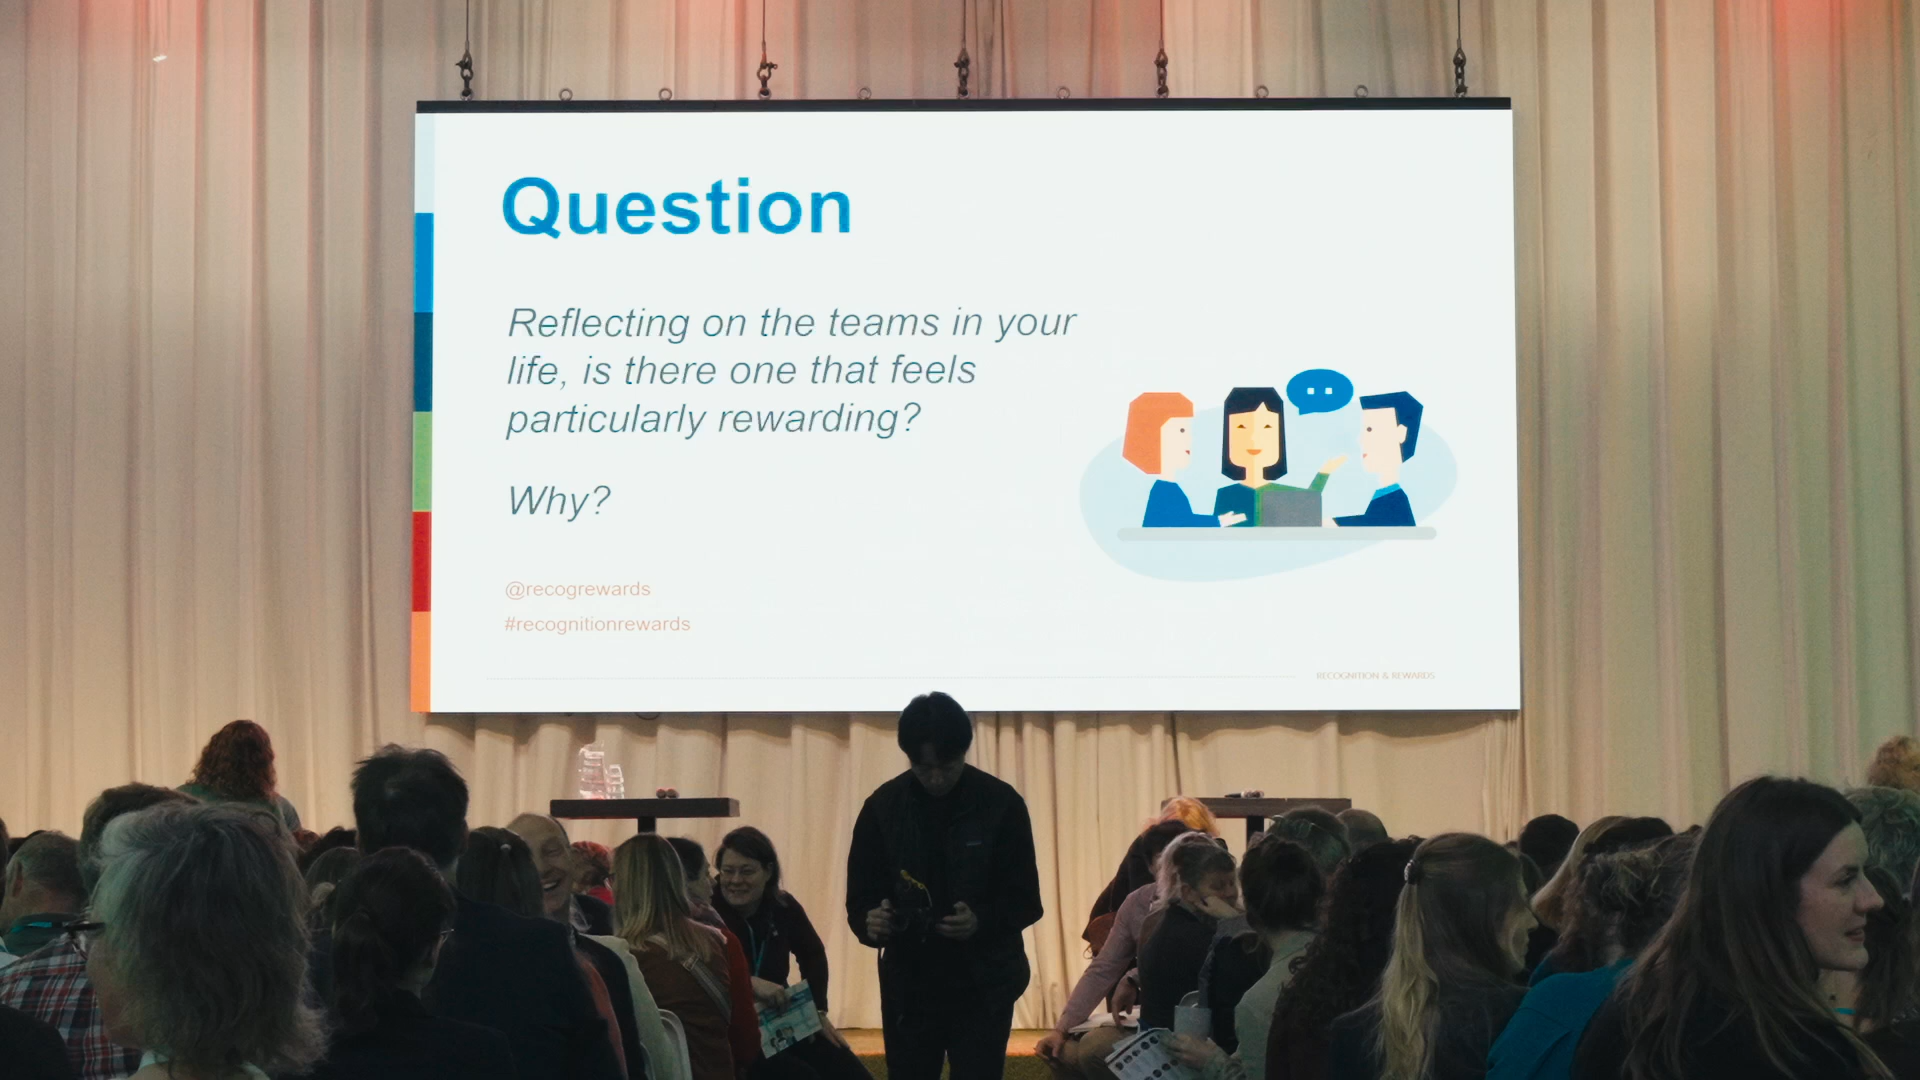 Question
Reflecting on the teams in your
life, is there one that feels
particularly rewarding?
Why?
@recogrewards
#recognitionrewards
RECOGNITION & REWARDS